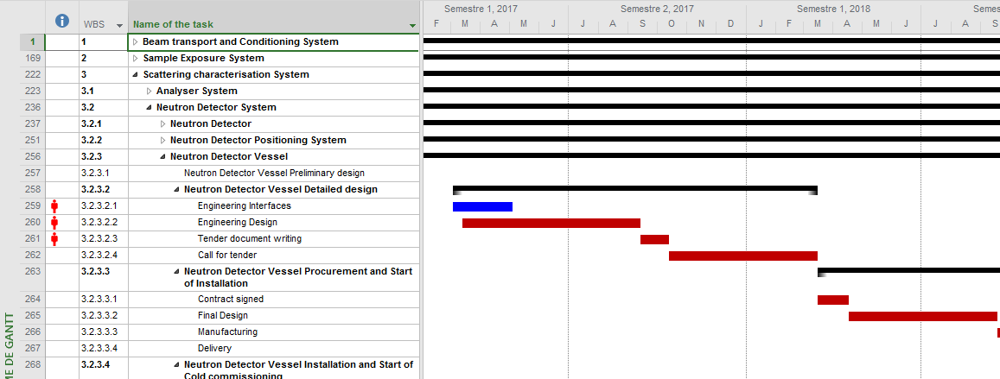 Semestre 1, 2017 Semestre 2, 2017 Semestre 1, 2018 Semes
WBS Name of the task F M A M J J A S O N D J F M A M J J A S
1 1 Beam transport and Conditioning System
169 2 Sample Exposure System
222 3 Scattering characterisation System
223 3.1 Analyser System
236 3.2 Neutron Detector System
237 3.2.1 Neutron Detector
251 3.2.2 Neutron Detector Positioning System
256 3.2.3 Neutron Detector Vessel
257 3.2.3.1 Neutron Detector Vessel Preliminary design
258 3.2.3.2 Neutron Detector Vessel Detailed design
259 3.2.3.2.1 Engineering Interfaces
260 3.2.3.2.2 Engineering Design
261 3.2.3.2.3 Tender document writing
262 3.2.3.2.4 Call for tender
263 3.2.3.3 Neutron Detector Vessel Procurement and Start
of Installation
264 3.2.3.3.1 Contract signed
265 3.2.3.3.2 Final Design
266 3.2.3.3.3 Manufacturing
267 3.2.3.3.4 Delivery
268 3.2.3.4 Neutron Detector Vessel Installation and Start of
Cold commissioning
ME DE GANTT